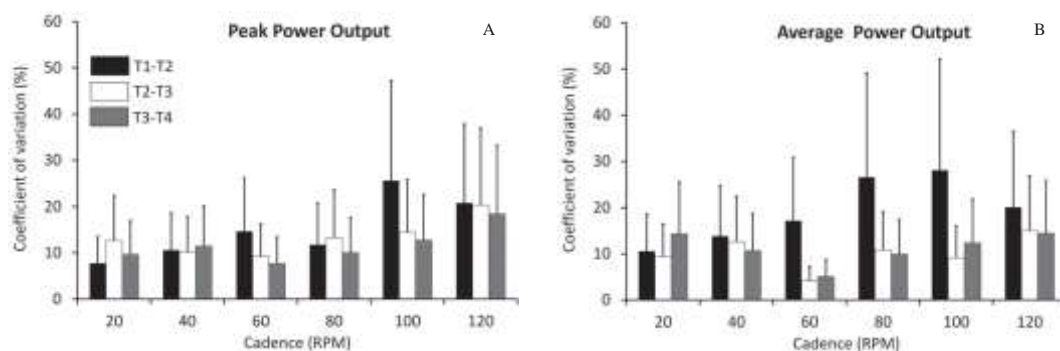 Peak Power Output
A
60
50
40
30
20
10
0
Coefficient of variation (%)
T1-T2
T2-T3
T3-T4
20 40 60 80 100 120
Cadence (RPM)
Average Power Output
B
60
50
40
30
20
10
0
Coefficient of variation (%)
20 40 60 80 100 120
Cadence (RPM)